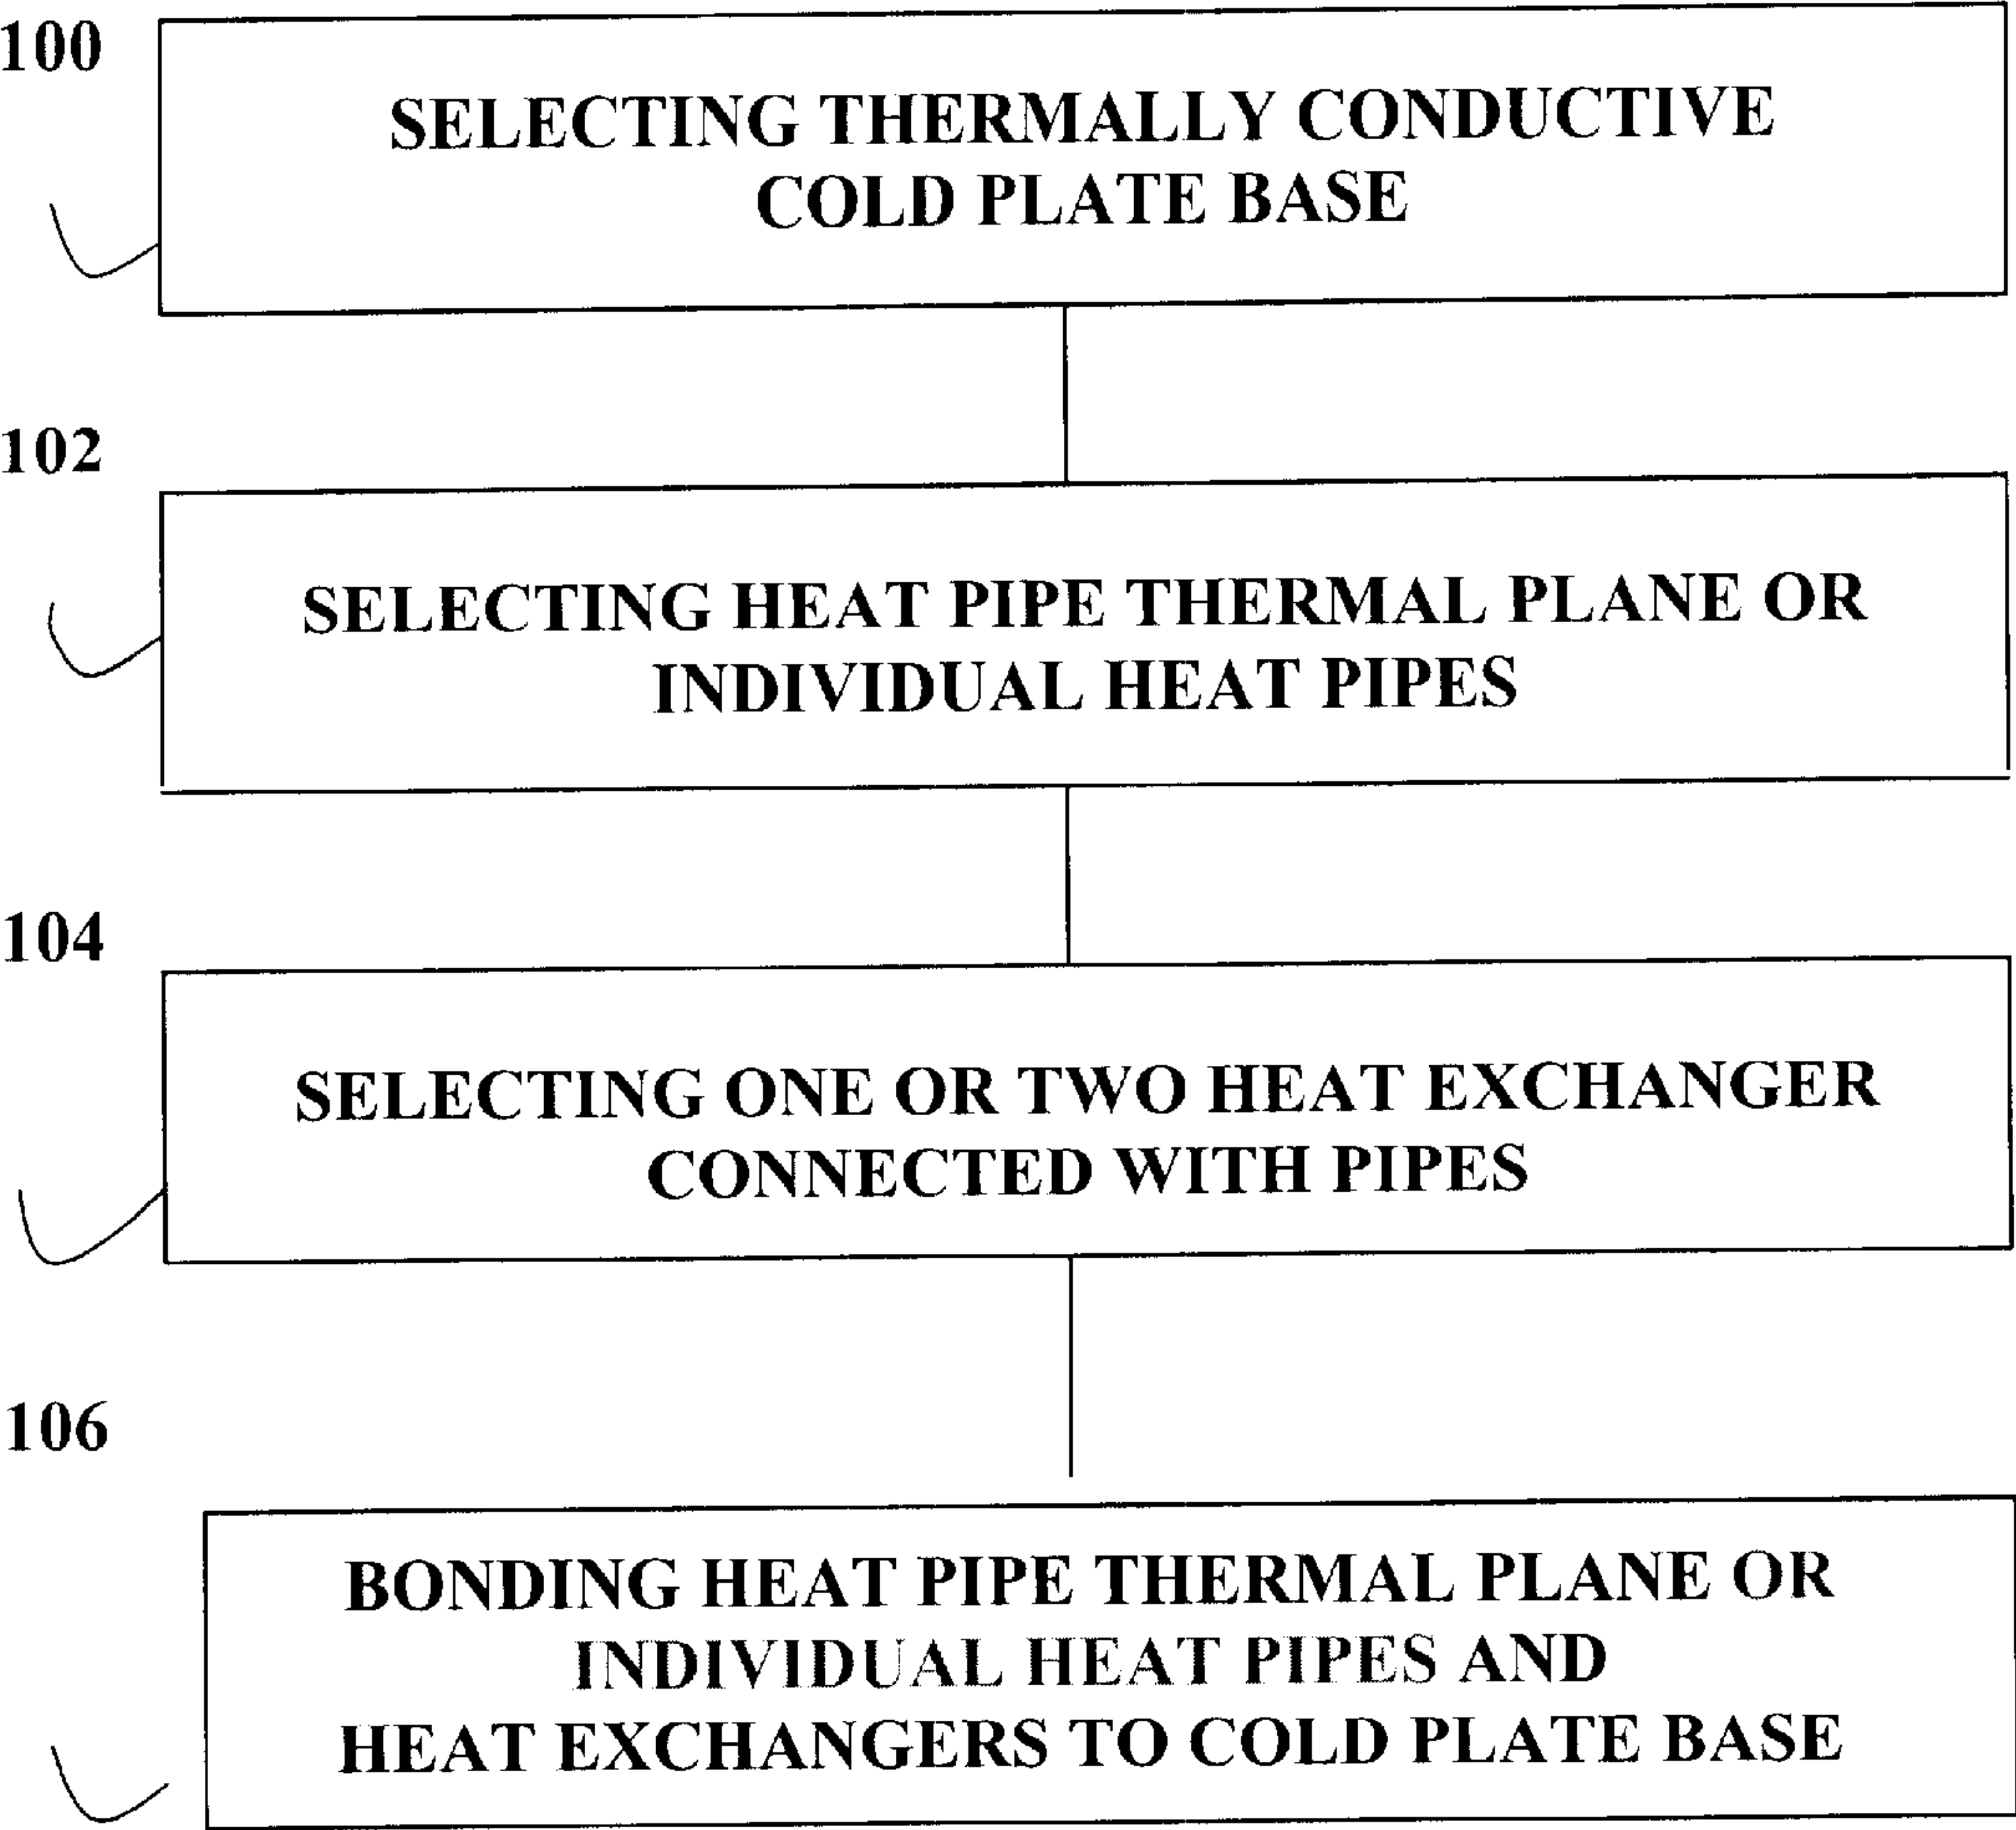 100
SELECTING THERMALLY CONDUCTIVE
COLD PLATE BASE
102
SELECTING HEAT PIPE THERMAL PLANE OR
INDIVIDUAL HEAT PIPES
104
SELECTING ONE OR TWO HEAT EXCHANGER
CONNECTED WITH PIPES
106
BONDING HEAT PIPE THERMAL PLANE OR
INDIVIDUAL HEAT PIPES AND
HEAT EXCHANGERS TO COLD PLATE BASE